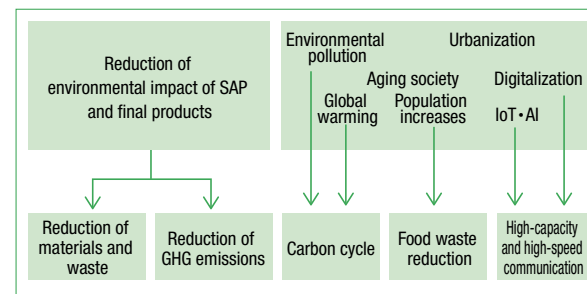 Reduction of
environmental impact of SAP
and final products
Environmental
pollution
Urbanization
Aging society
Digitalization
Global
warming
Population
increases
IoT・AI
Reduction of
materials and
waste
Reduction of
GHG emissions
Carbon cycle
Food waste
reduction
High-capacity
and high-speed
communication